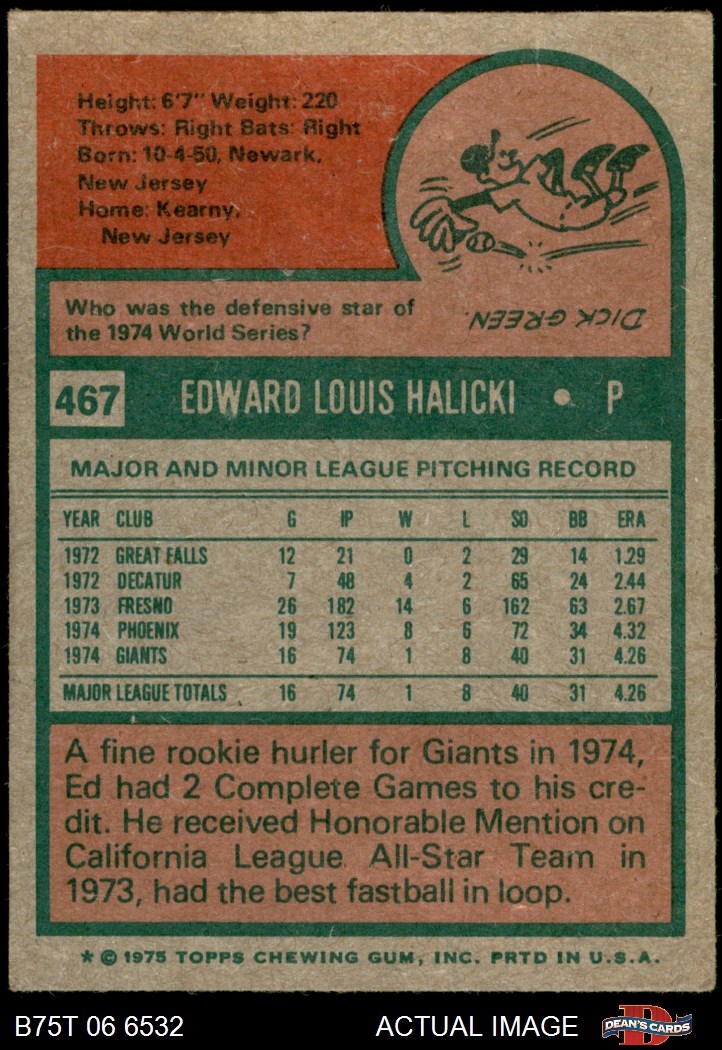 Height: 6'7" Weight: 220
Throws: Right Bats: Right
Born: 10-4-50, Newark,
New Jersey
Home: Kearny,
New Jersey
Who was the defensive star of
the 1974 World Series?
DICK GREEN.
467 EDWARD LOUIS HALICKI • P
MAJOR AND MINOR LEAGUE PITCHING RECORD
YEAR CLUB G IP W L SO BB ERA
1972 GREAT FALLS 12 21 0 2 29 14 1.29
1972 DECATUR 7 48 4 2 65 24 2.44
1973 FRESNO 26 182 14 6 162 63 2.67
1974 PHOENIX 19 123 8 6 72 34 4.32
1974 GIANTS 16 74 1 8 40 31 4.26
MAJOR LEAGUE TOTALS 16 74 1 8 40 31 4.26
A fine rookie hurler for Giants in 1974,
Ed had 2 Complete Games to his cre-
dit. He received Honorable Mention on
California League All-Star Team in
1973, had the best fastball in loop.
* © 1975 TOPPS CHEWING GUM, INC. PRTD IN U.S.A.
B75T 06 6532 ACTUAL IMAGE
D
DEAN'S CARDS